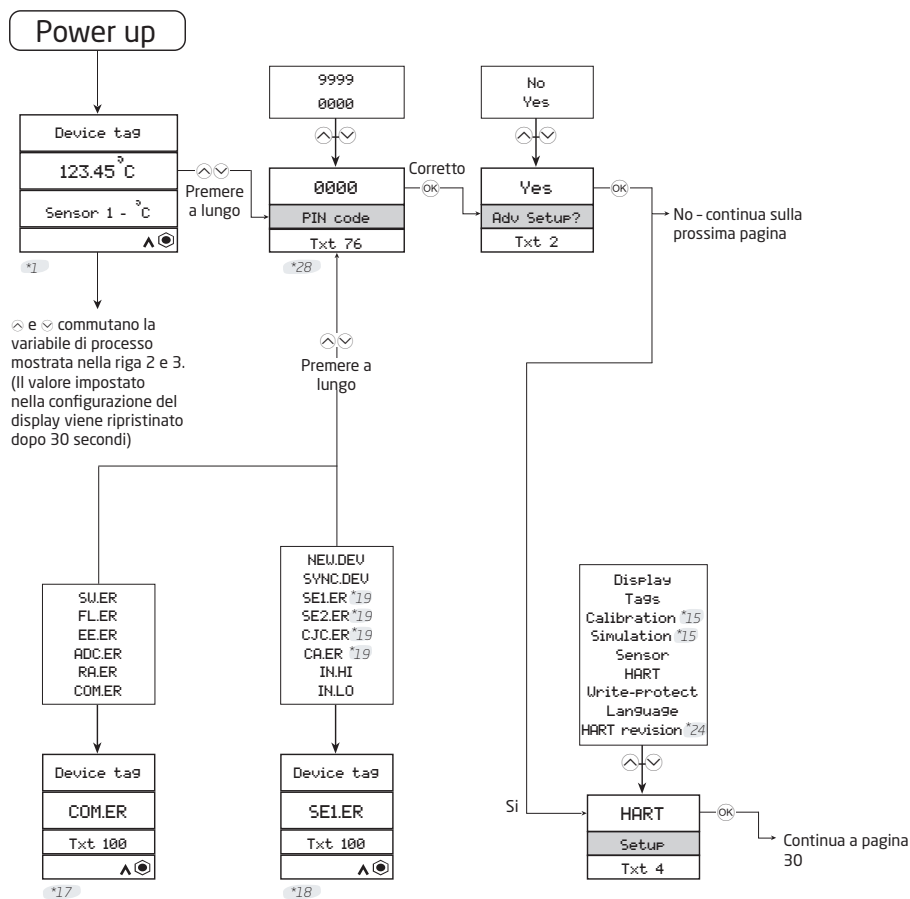 Power up
Device tag
123.45 °C
Sensor 1 - °C
*1
e commutano la
variabile di processo
mostrata nella riga 2 e 3.
(Il valore impostato
nella configurazione del
display viene ripristinato
dopo 30 secondi)
Premere
a lungo
9999
0000
0000
PIN code
Txt 76
*28
Corretto
OK
No
Yes
Yes
Adv Setup?
Txt 2
OK
No - continua sulla
prossima pagina
Premere a
lungo
SW.ER
FL.ER
EE.ER
ADC.ER
RA.ER
COM.ER
Device tag
COM.ER
Txt 100
*17
NEW.DEV
SYNC.DEV
SE1.ER *19
SE2.ER *19
CJC.ER *19
CA.ER *19
IN.HI
IN.LO
Device tag
SE1.ER
Txt 100
*18
Display
Tags
Calibration *15
Simulation *15
Sensor
HART
Write-protect
Language
HART revision *24
Si
HART
Setup
Txt 4
OK
Continua a pagina
30